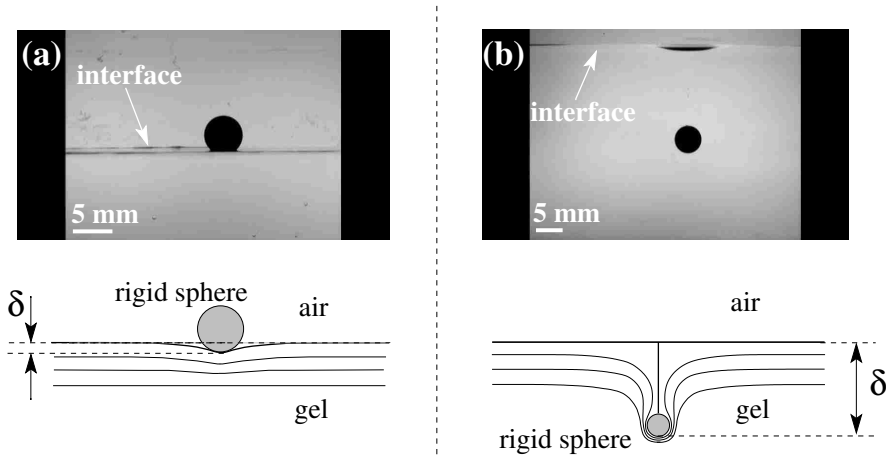 (a)
interface
5 mm
δ
rigid sphere
air
gel
(b)
interface
5 mm
air
δ
gel
rigid sphere